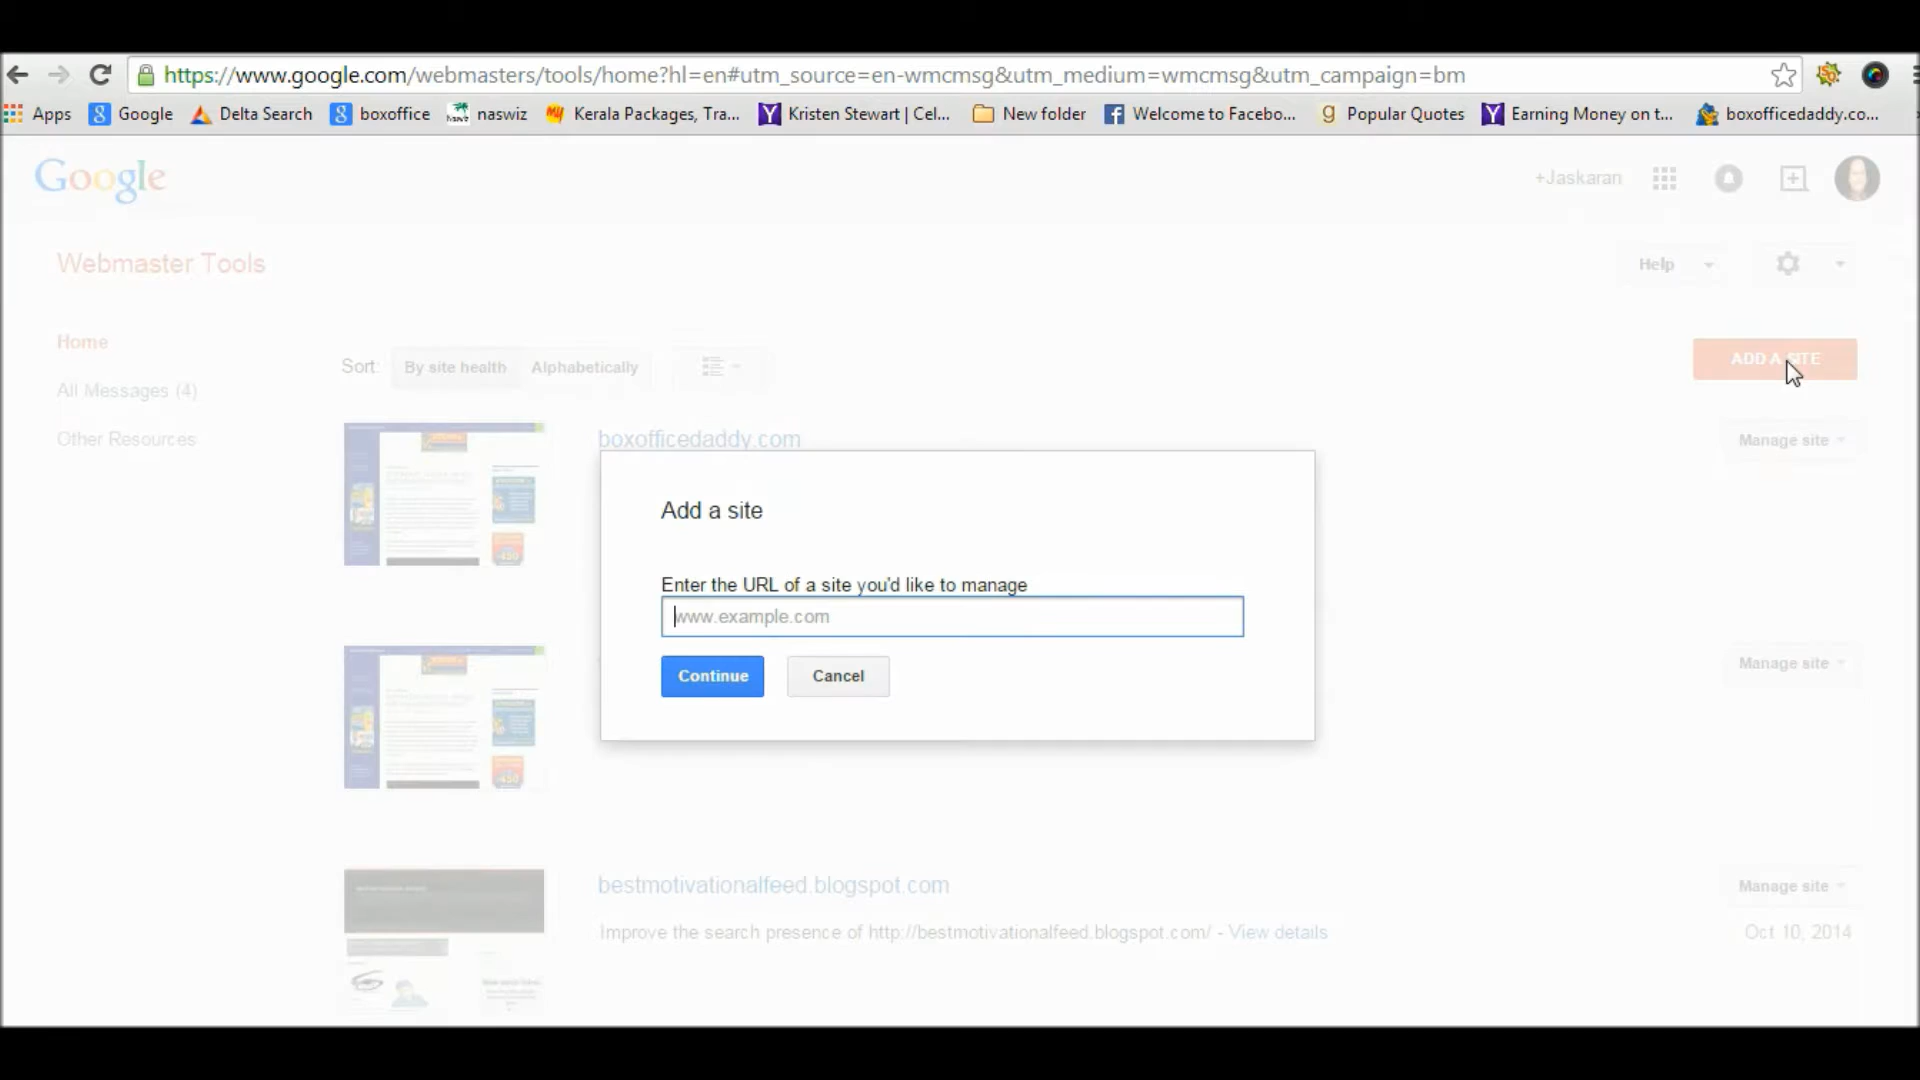 https://www.google.com/webmasters/tools/home?hl=en#utm_source=en-wmcmsg&utm_medium=wmcmsg&utm_campaign=bm
Apps Google Delta Search boxoffice naswiz Kerala Packages, Tra... Kristen Stewart | Cel... New folder Welcome to Facebo... Popular Quotes Earning Money on t... boxofficedaddy.co...
Google +Jaskaran
Webmaster Tools Help
Home
Sort: By site health Alphabetically ADD A SITE
All Messages (4)
Other Resources
boxofficedaddy.com Manage site
Add a site
Enter the URL of a site you'd like to manage
www.example.com
Continue Cancel
Manage site
bestmotivationalfeed.blogspot.com Manage site
Improve the search presence of http://bestmotivationalfeed.blogspot.com/ - View details Oct 10, 2014